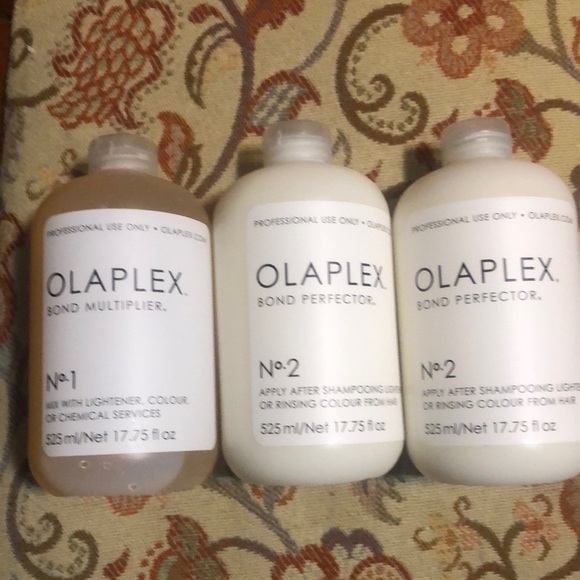 PROFESSIONAL USE ONLY • OLAPLEX.COM
OLAPLEX.
BOND MULTIPLIER.
Nº.1
MIX WITH LIGHTENER, COLOUR,
OR CHEMICAL SERVICES
525 ml/Net 17.75 fl oz
PROFESSIONAL USE ONLY • OLAPLEX
OLAPLEX.
BOND PERFECTOR.
Nº.2
APPLY AFTER SHAMPOOING LIGHTE
OR RINSING COLOUR FROM HAIR
525 ml/Net 17.75 fl oz
PROFESSIONAL USE ONLY • OLAPLEX.COM
OLAPLEX.
BOND PERFECTOR.
Nº.2
APPLY AFTER SHAMPOOING LIGHTE
OR RINSING COLOUR FROM HAIR
525 ml/Net 17.75 fl oz